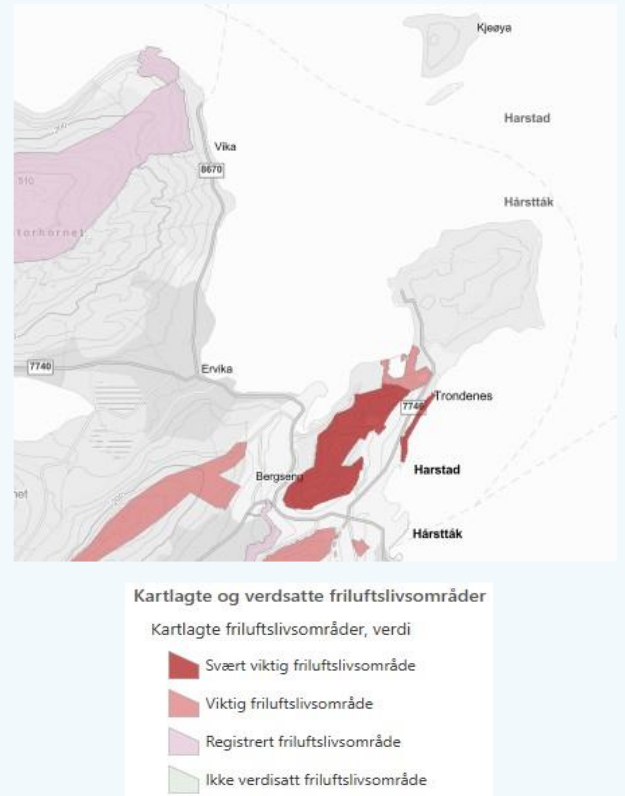 Kjeøya
Harstad
Vika
8670
Hárstták
510
torhornet
7740
Ervika
7746
Trondenes
Bergseng
Harstad
net
Hárstták
Kartlagte og verdsatte friluftslivsområder
Kartlagte friluftslivsområder, verdi
Svært viktig friluftslivsområde
Viktig friluftslivsområde
Registrert friluftslivsområde
Ikke verdisatt friluftslivsområde